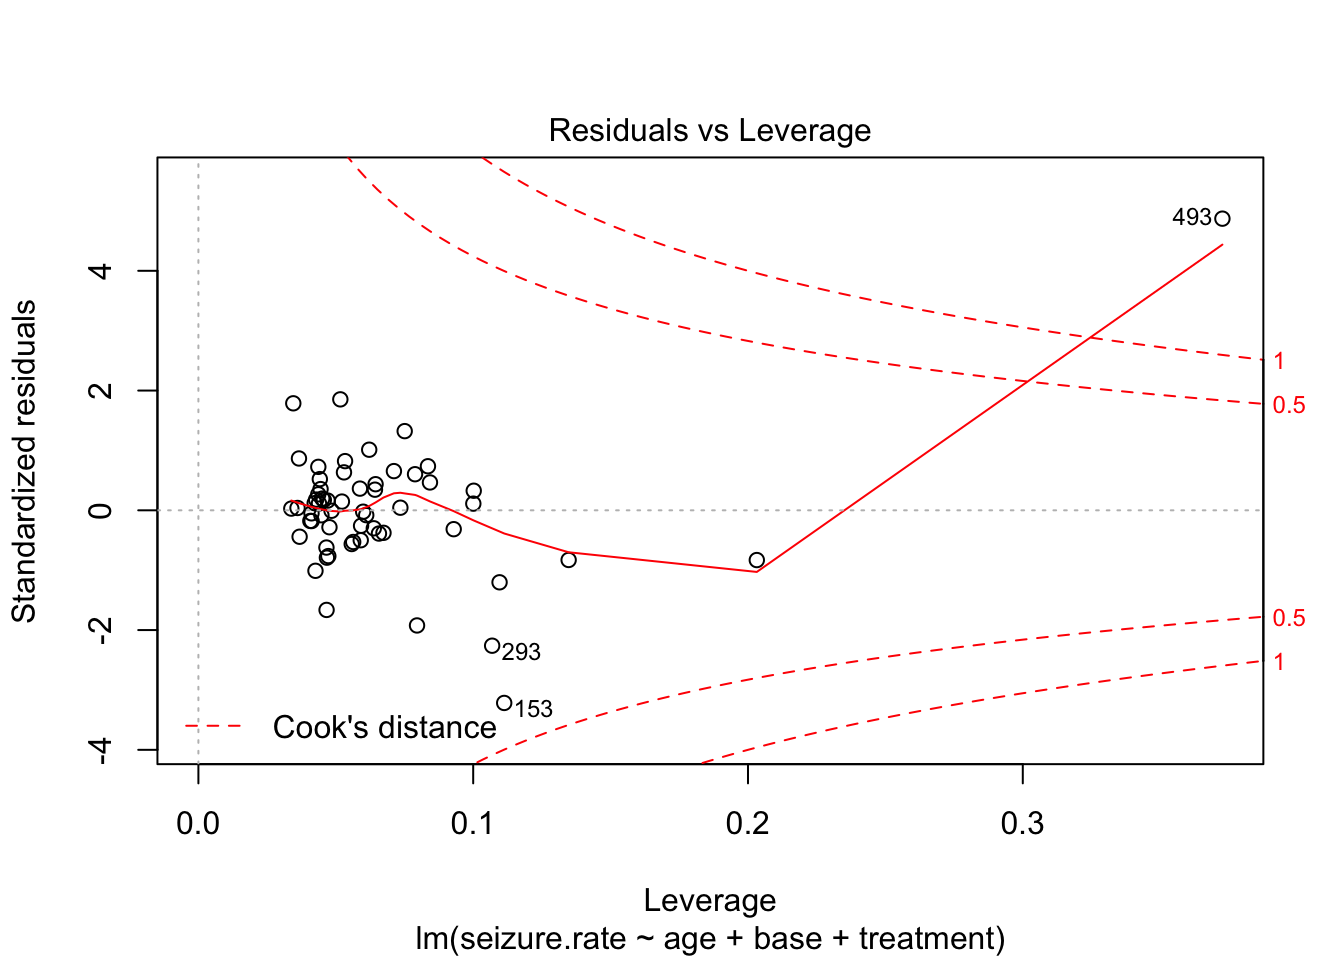 Residuals vs Leverage
Standardized residuals
4
2
0
-2
-4
493
293
153
1
0.5
0.5
1
Cook's distance
0.0 0.1 0.2 0.3
Leverage
lm(seizure.rate ~ age + base + treatment)